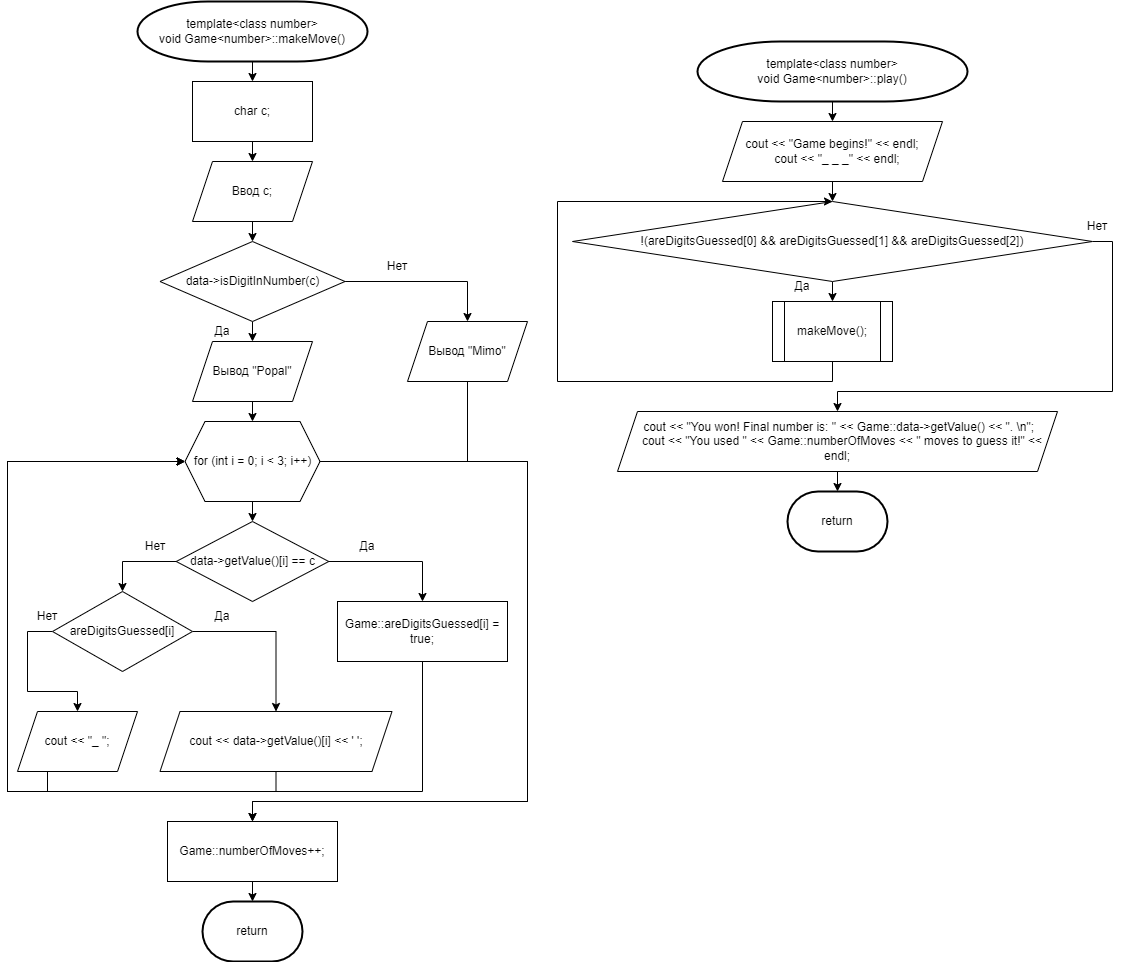 template<class number>
void Game<number>::makeMove()
char c;
Ввод c;
data->isDigitInNumber(c)
Нет
Да
Вывод "Mimo"
Вывод "Popal"
for (int i = 0; i < 3; i++)
data->getValue()[i] == c
Нет
Да
areDigitsGuessed[i]
Нет
Да
Game::areDigitsGuessed[i] =
true;
cout << "_ ";
cout << data->getValue()[i] << ' ';
Game::numberOfMoves++;
return
template<class number>
void Game<number>::play()
cout << "Game begins!" << endl;
cout << "_ _ _" << endl;
!(areDigitsGuessed[0] && areDigitsGuessed[1] && areDigitsGuessed[2])
Нет
Да
makeMove();
cout << "You won! Final number is: " << Game::data->getValue() << ". \n";
cout << "You used " << Game::numberOfMoves << " moves to guess it!" <<
endl;
return